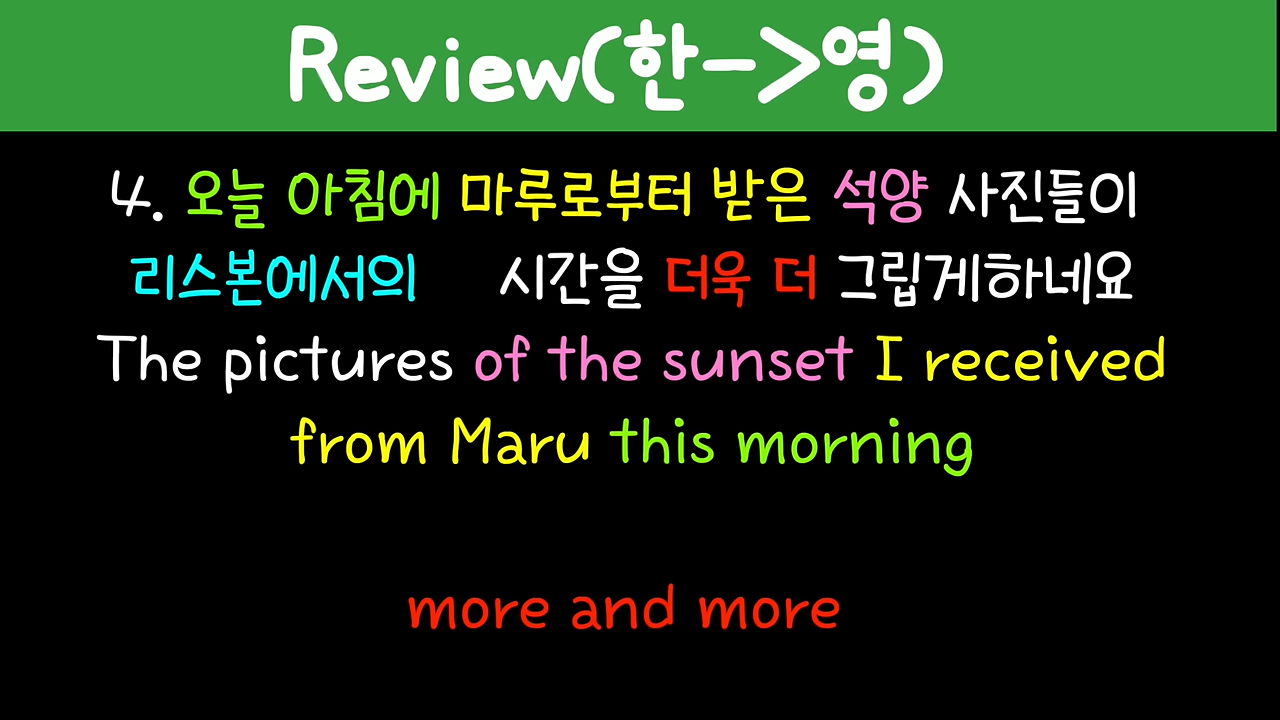 Review(한->영)
4. 오늘 아침에 마루로부터 받은 석양 사진들이
리스본에서의 시간을 더욱 더 그립게하네요
The pictures of the sunset I received
from Maru this morning
more and more